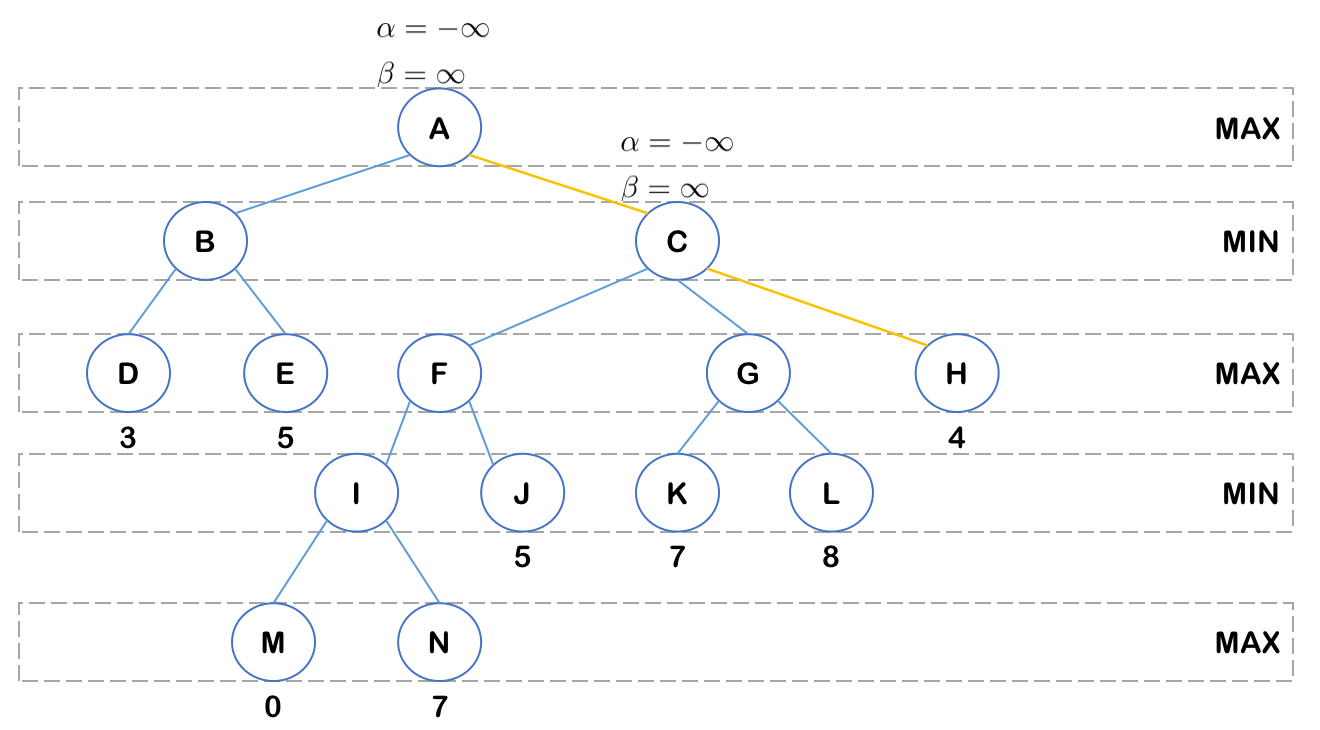 α = −∞
β = ∞
A
MAX
α = −∞
β = ∞
B
C
MIN
D
E
F
G
H
MAX
3
5
4
I
J
K
L
MIN
5
7
8
M
N
MAX
0
7